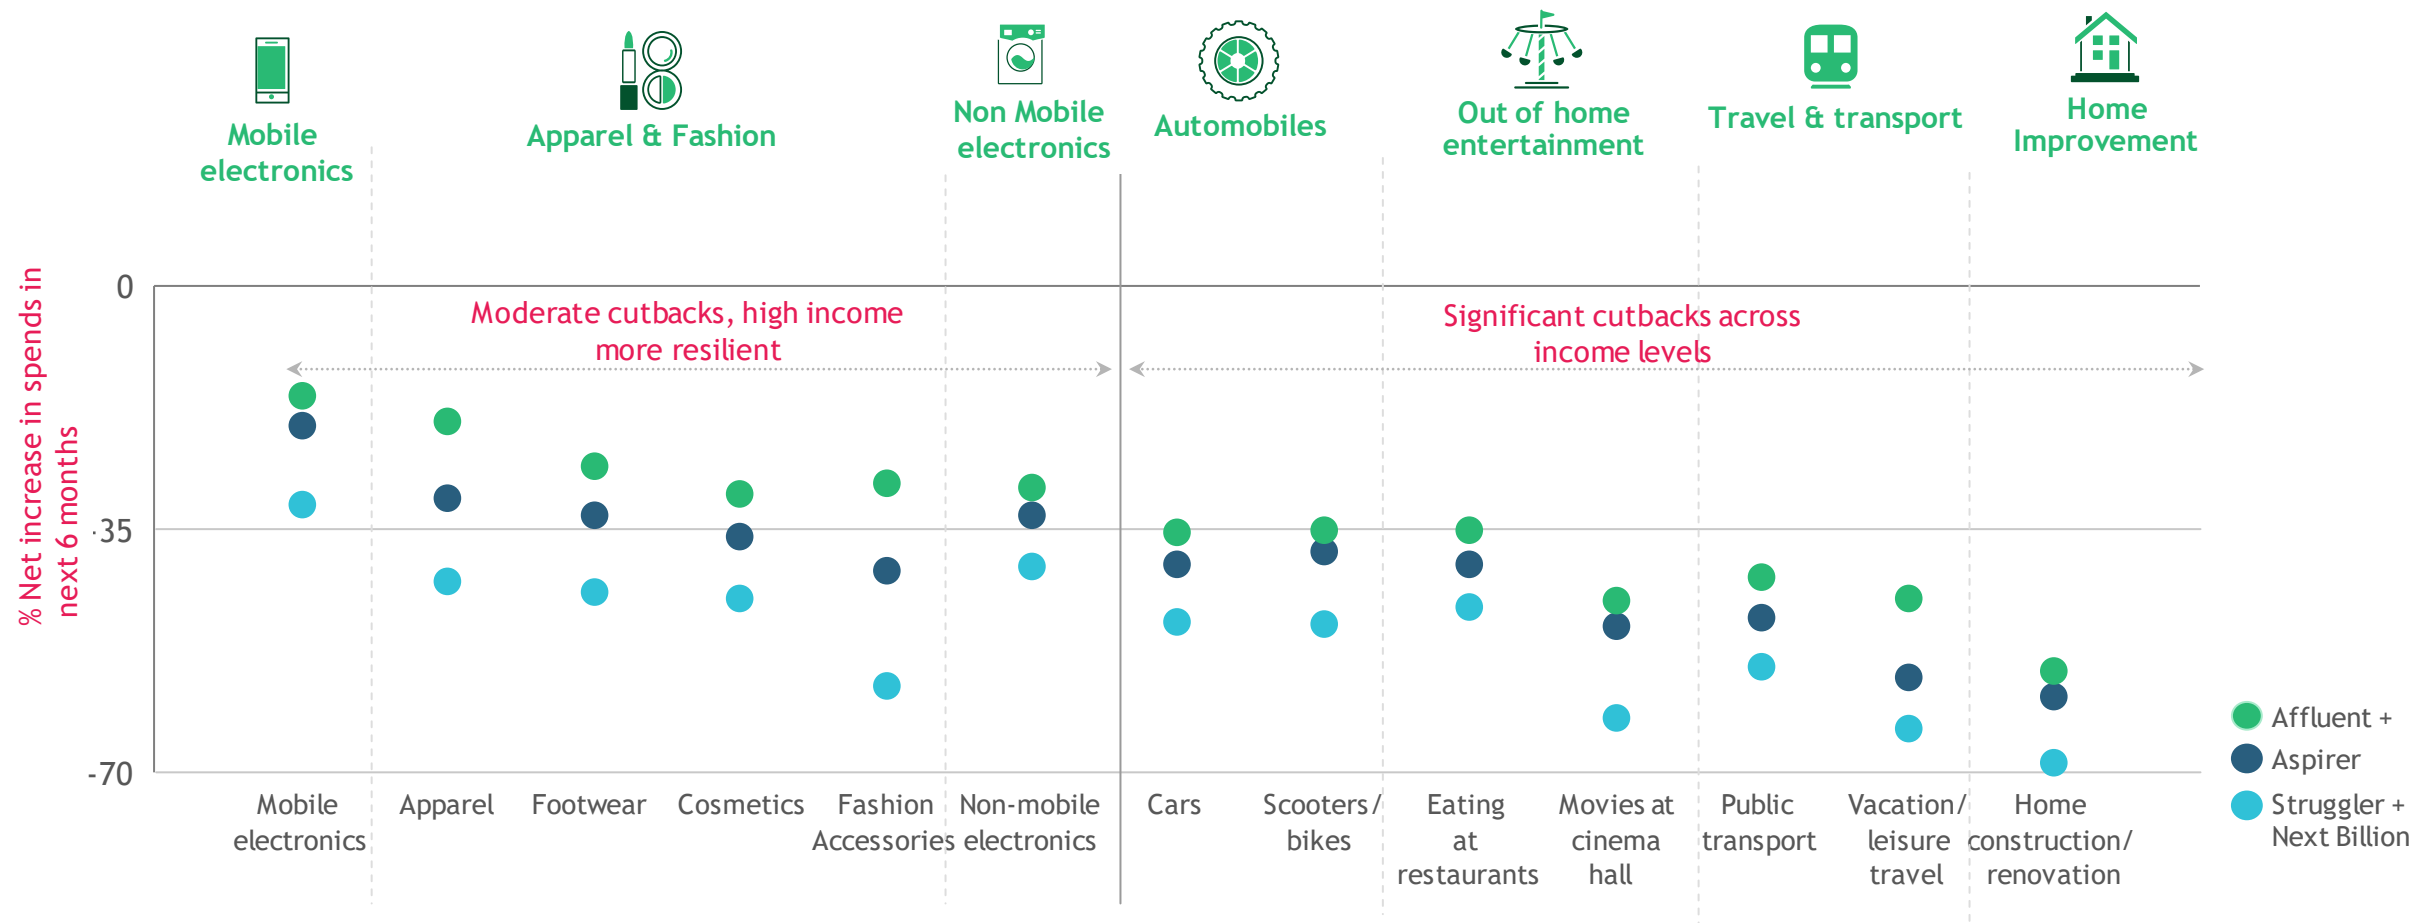 Mobile
electronics
Apparel & Fashion
Non Mobile
electronics
Automobiles
Out of home
entertainment
Travel & transport
Home
Improvement
% Net increase in spends in
next 6 months
0
-35
-70
Moderate cutbacks, high income
more resilient
Significant cutbacks across
income levels
Mobile
electronics
Apparel
Footwear
Cosmetics
Fashion
Accessories
Non-mobile
electronics
Cars
Scooters/
bikes
Eating
at
restaurants
Movies at
cinema
hall
Public
transport
Vacation/
leisure
travel
Home
construction/
renovation
Affluent +
Aspirer
Struggler +
Next Billion